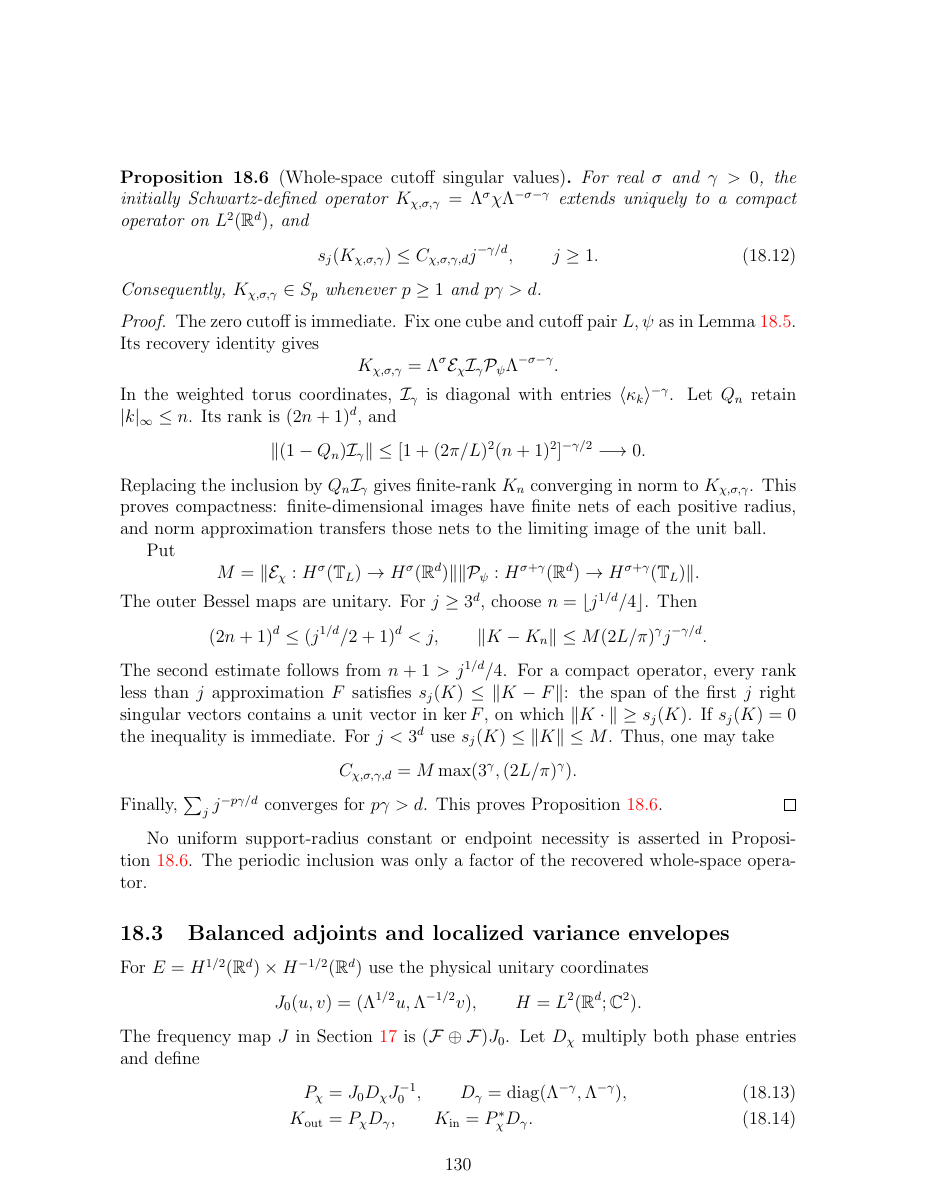 Proposition 18.6 (Whole-space cutoff singular values). For real σ and γ > 0, the
initially Schwartz-defined operator K_{χ,σ,γ} = Λ^σ χΛ^{−σ−γ} extends uniquely to a compact
operator on L²(ℝ^d), and
s_j(K_{χ,σ,γ}) ≤ C_{χ,σ,γ,d} j^{−γ/d}, j ≥ 1. (18.12)
Consequently, K_{χ,σ,γ} ∈ S_p whenever p ≥ 1 and pγ > d.
Proof. The zero cutoff is immediate. Fix one cube and cutoff pair L, ψ as in Lemma 18.5.
Its recovery identity gives
K_{χ,σ,γ} = Λ^σ ℰ_χ ℐ_γ 𝒫_ψ Λ^{−σ−γ}.
In the weighted torus coordinates, ℐ_γ is diagonal with entries ⟨κ_k⟩^{−γ}. Let Q_n retain
|k|_∞ ≤ n. Its rank is (2n + 1)^d, and
‖(1 − Q_n)ℐ_γ‖ ≤ [1 + (2π/L)²(n + 1)²]^{−γ/2} ⟶ 0.
Replacing the inclusion by Q_nℐ_γ gives finite-rank K_n converging in norm to K_{χ,σ,γ}. This
proves compactness: finite-dimensional images have finite nets of each positive radius,
and norm approximation transfers those nets to the limiting image of the unit ball.
Put
M = ‖ℰ_χ : H^σ(𝕋_L) → H^σ(ℝ^d)‖‖𝒫_ψ : H^{σ+γ}(ℝ^d) → H^{σ+γ}(𝕋_L)‖.
The outer Bessel maps are unitary. For j ≥ 3^d, choose n = ⌊j^{1/d}/4⌋. Then
(2n + 1)^d ≤ (j^{1/d}/2 + 1)^d < j, ‖K − K_n‖ ≤ M(2L/π)^γ j^{−γ/d}.
The second estimate follows from n + 1 > j^{1/d}/4. For a compact operator, every rank
less than j approximation F satisfies s_j(K) ≤ ‖K − F‖: the span of the first j right
singular vectors contains a unit vector in ker F, on which ‖K · ‖ ≥ s_j(K). If s_j(K) = 0
the inequality is immediate. For j < 3^d use s_j(K) ≤ ‖K‖ ≤ M. Thus, one may take
C_{χ,σ,γ,d} = M max(3^γ, (2L/π)^γ).
Finally, ∑_j j^{−pγ/d} converges for pγ > d. This proves Proposition 18.6. □
No uniform support-radius constant or endpoint necessity is asserted in Proposi-
tion 18.6. The periodic inclusion was only a factor of the recovered whole-space opera-
tor.
18.3 Balanced adjoints and localized variance envelopes
For E = H^{1/2}(ℝ^d) × H^{−1/2}(ℝ^d) use the physical unitary coordinates
J_0(u, v) = (Λ^{1/2}u, Λ^{−1/2}v), H = L²(ℝ^d; ℂ²).
The frequency map J in Section 17 is (ℱ ⊕ ℱ)J_0. Let D_χ multiply both phase entries
and define
P_χ = J_0 D_χ J_0^{−1}, D_γ = diag(Λ^{−γ}, Λ^{−γ}), (18.13)
K_out = P_χ D_γ, K_in = P_χ^* D_γ. (18.14)
130